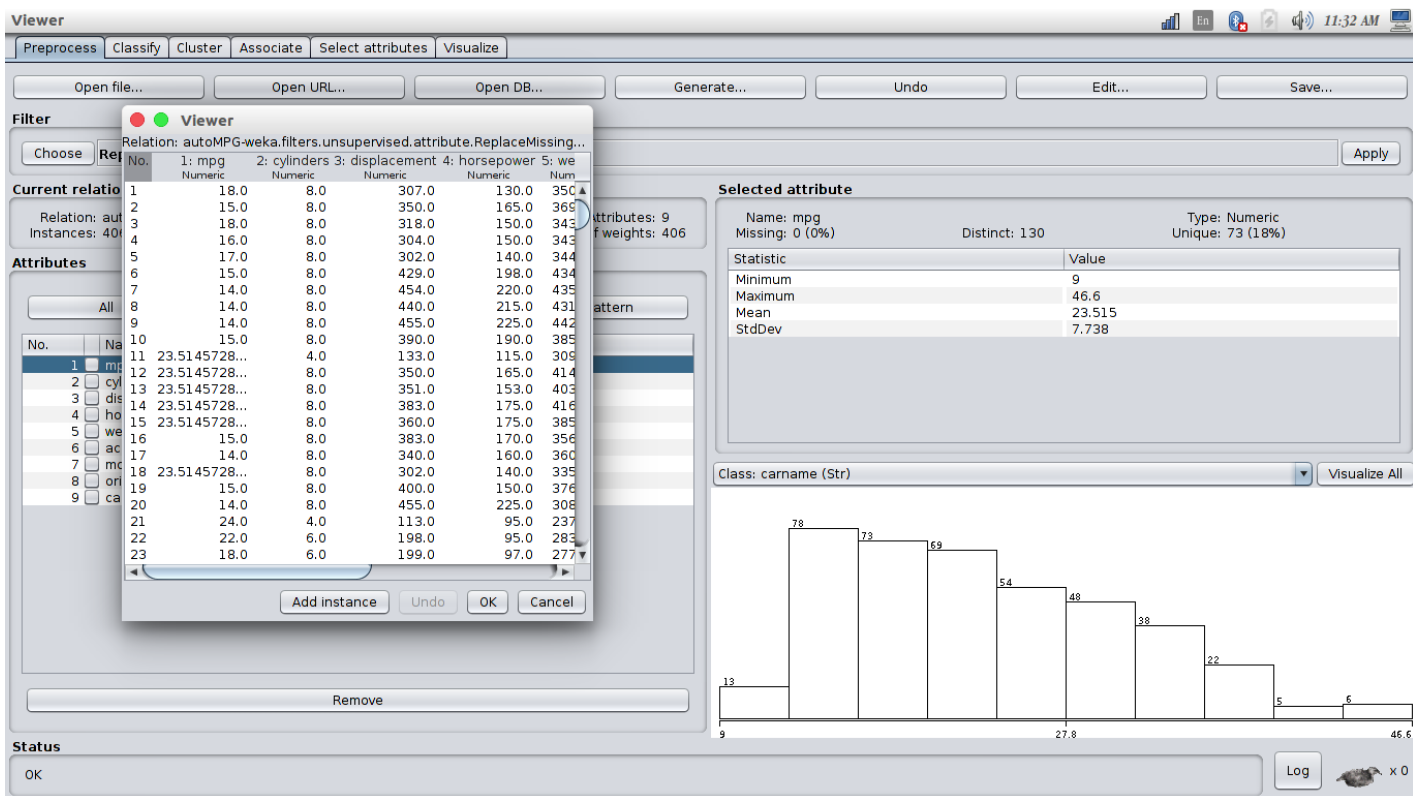 Viewer
En 11:32 AM
Preprocess Classify Cluster Associate Select attributes Visualize
Open file... Open URL... Open DB... Generate... Undo Edit... Save...
Filter
Choose Rep Apply
Viewer
Relation: autoMPG-weka.filters.unsupervised.attribute.ReplaceMissing...
No. 1: mpg 2: cylinders 3: displacement 4: horsepower 5: we
Numeric Numeric Numeric Numeric Num
1 18.0 8.0 307.0 130.0 350
2 15.0 8.0 350.0 165.0 369
3 18.0 8.0 318.0 150.0 343
4 16.0 8.0 304.0 150.0 343
5 17.0 8.0 302.0 140.0 344
6 15.0 8.0 429.0 198.0 434
7 14.0 8.0 454.0 220.0 435
8 14.0 8.0 440.0 215.0 431
9 14.0 8.0 455.0 225.0 442
10 15.0 8.0 390.0 190.0 385
11 23.5145728... 4.0 133.0 115.0 309
12 23.5145728... 8.0 350.0 165.0 414
13 23.5145728... 8.0 351.0 153.0 403
14 23.5145728... 8.0 383.0 175.0 416
15 23.5145728... 8.0 360.0 175.0 385
16 15.0 8.0 383.0 170.0 356
17 14.0 8.0 340.0 160.0 360
18 23.5145728... 8.0 302.0 140.0 335
19 15.0 8.0 400.0 150.0 376
20 14.0 8.0 455.0 225.0 308
21 24.0 4.0 113.0 95.0 237
22 22.0 6.0 198.0 95.0 283
23 18.0 6.0 199.0 97.0 277
Add instance Undo OK Cancel
Current relatio
Relation: aut ttributes: 9
Instances: 406 f weights: 406
Attributes
All attern
No. Na
1 mp
2 cyl
3 dis
4 ho
5 we
6 ac
7 mo
8 ori
9 ca
Remove
Selected attribute
Name: mpg Type: Numeric
Missing: 0 (0%) Distinct: 130 Unique: 73 (18%)
Statistic Value
Minimum 9
Maximum 46.6
Mean 23.515
StdDev 7.738
Class: carname (Str) Visualize All
13 78 73 69 54 48 38 22 5 6
9 27.8 46.6
Status
OK Log x 0